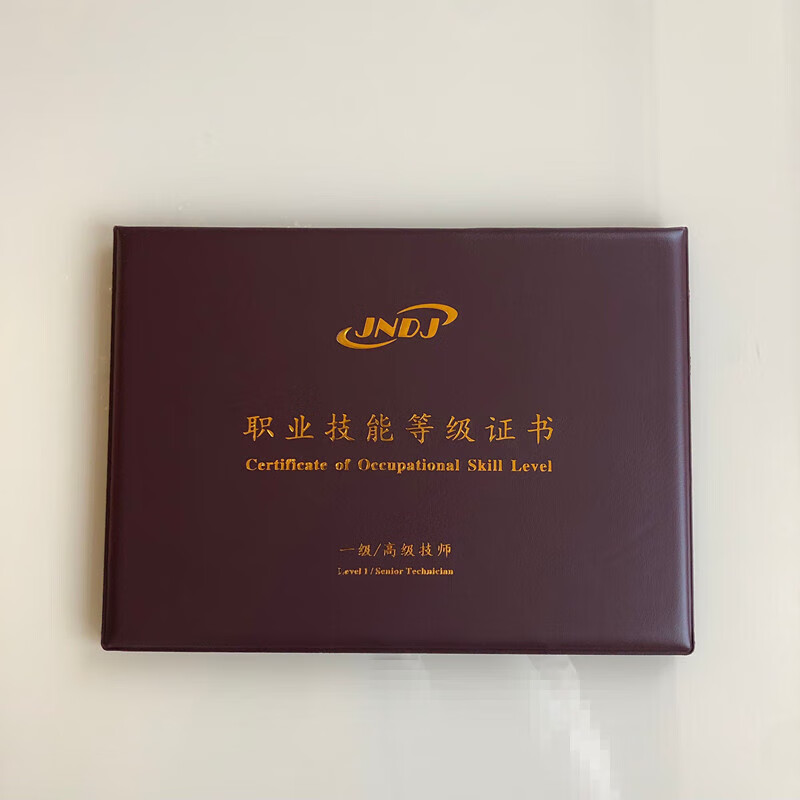 JNDJ
职业技能等级证书
Certificate of Occupational Skill Level
一级/高级技师
Level 1 / Senior Technician